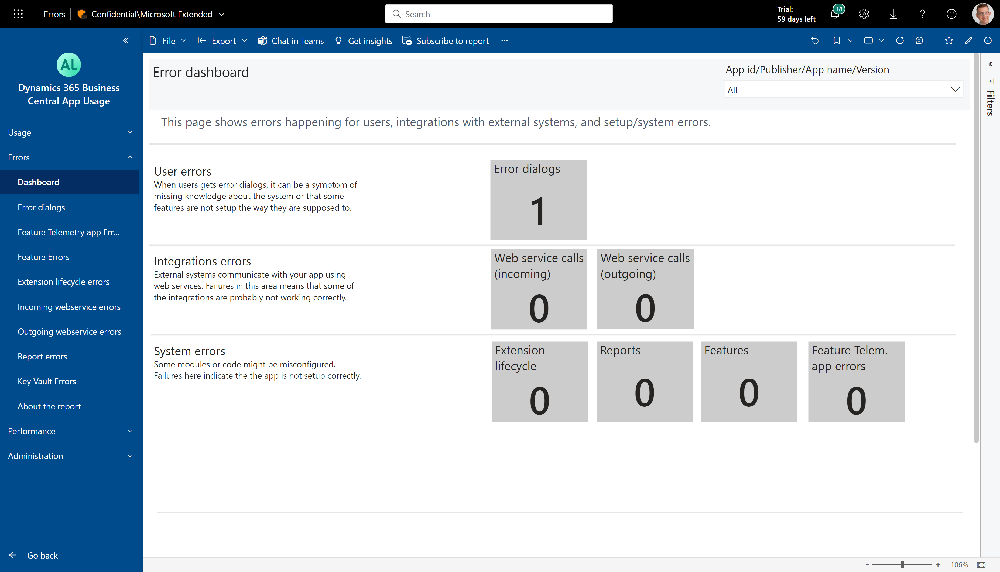 Errors
Confidential\Microsoft Extended
Search
Trial:
59 days left
18
File
Export
Chat in Teams
Get insights
Subscribe to report
AL
Dynamics 365 Business
Central App Usage
Usage
Errors
Dashboard
Error dialogs
Feature Telemetry app Err...
Feature Errors
Extension lifecycle errors
Incoming webservice errors
Outgoing webservice errors
Report errors
Key Vault Errors
About the report
Performance
Administration
Go back
Error dashboard
App id/Publisher/App name/Version
All
Filters
This page shows errors happening for users, integrations with external systems, and setup/system errors.
User errors
When users gets error dialogs, it can be a symptom of
missing knowledge about the system or that some
features are not setup the way they are supposed to.
Error dialogs
1
Integrations errors
External systems communicate with your app using
web services. Failures in this area means that some of
the integrations are probably not working correctly.
Web service calls
(incoming)
0
Web service calls
(outgoing)
0
System errors
Some modules or code might be misconfigured.
Failures here indicate the the app is not setup correctly.
Extension
lifecycle
0
Reports
0
Features
0
Feature Telem.
app errors
0
- + 106%